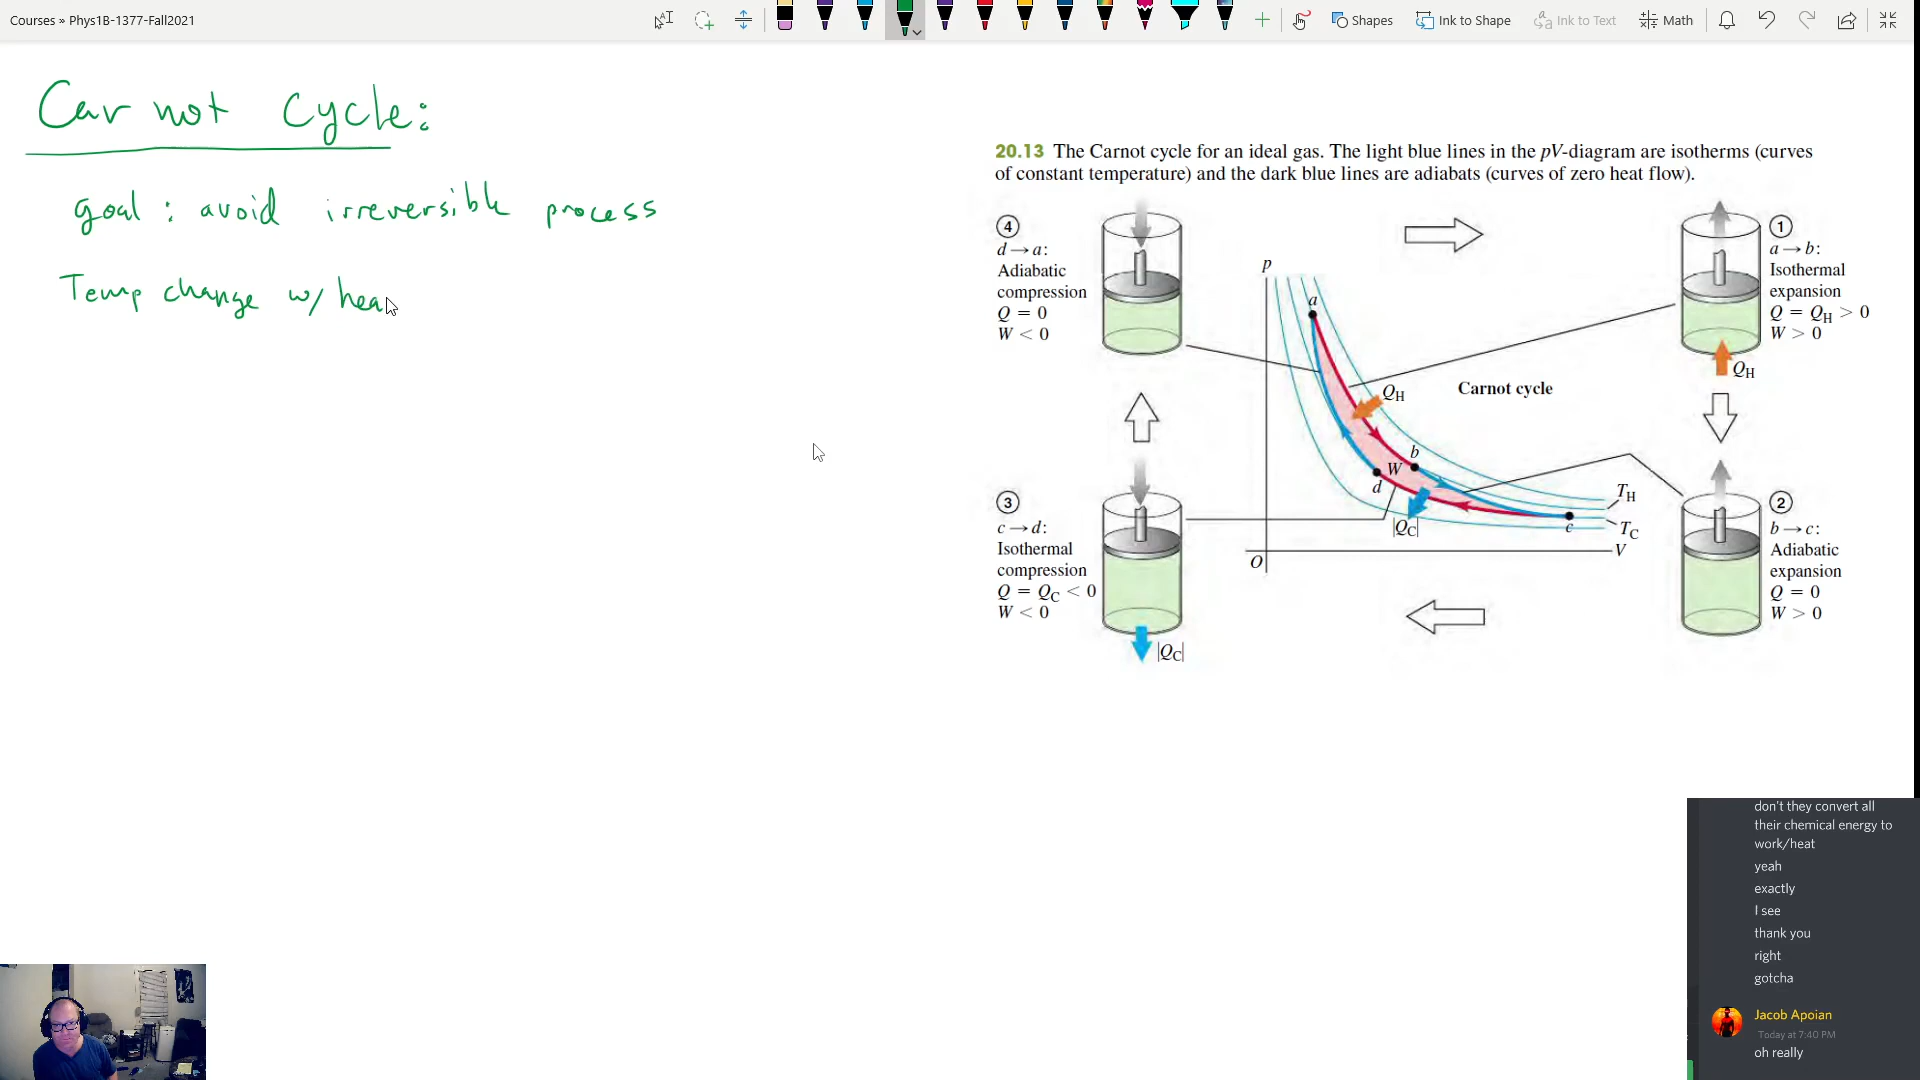 Courses » Phys1B-1377-Fall2021
Shapes
Ink to Shape
Ink to Text
Math
Carnot Cycle:
goal : avoid irreversible process
Temp change w/ hea
20.13 The Carnot cycle for an ideal gas. The light blue lines in the pV-diagram are isotherms (curves
of constant temperature) and the dark blue lines are adiabats (curves of zero heat flow).
4
d→a:
Adiabatic
compression
Q = 0
W < 0
1
a→b:
Isothermal
expansion
Q = QH > 0
W > 0
QH
p
a
QH
Carnot cycle
b
W
d
|QC|
c
TH
TC
V
O
3
c→d:
Isothermal
compression
Q = QC < 0
W < 0
|QC|
2
b→c:
Adiabatic
expansion
Q = 0
W > 0
don't they convert all
their chemical energy to
work/heat
yeah
exactly
I see
thank you
right
gotcha
Jacob Apoian
Today at 7:40 PM
oh really